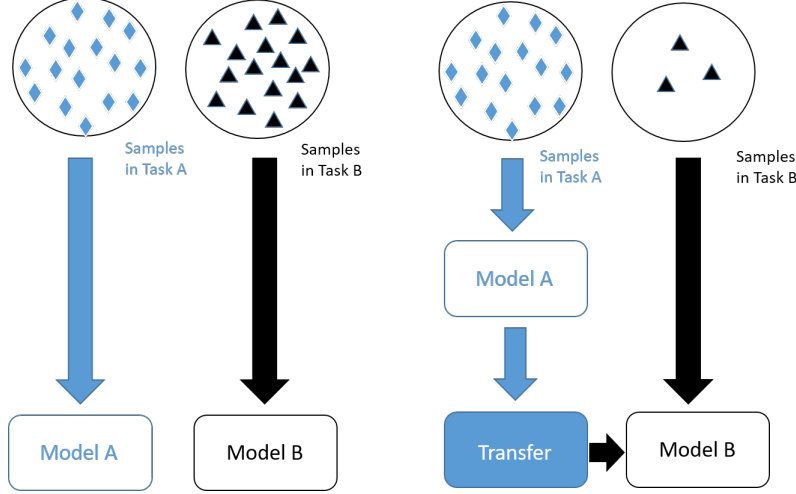 Samples
in Task A
Samples
in Task B
Model A
Model B
Samples
in Task A
Samples
in Task B
Model A
Transfer
Model B